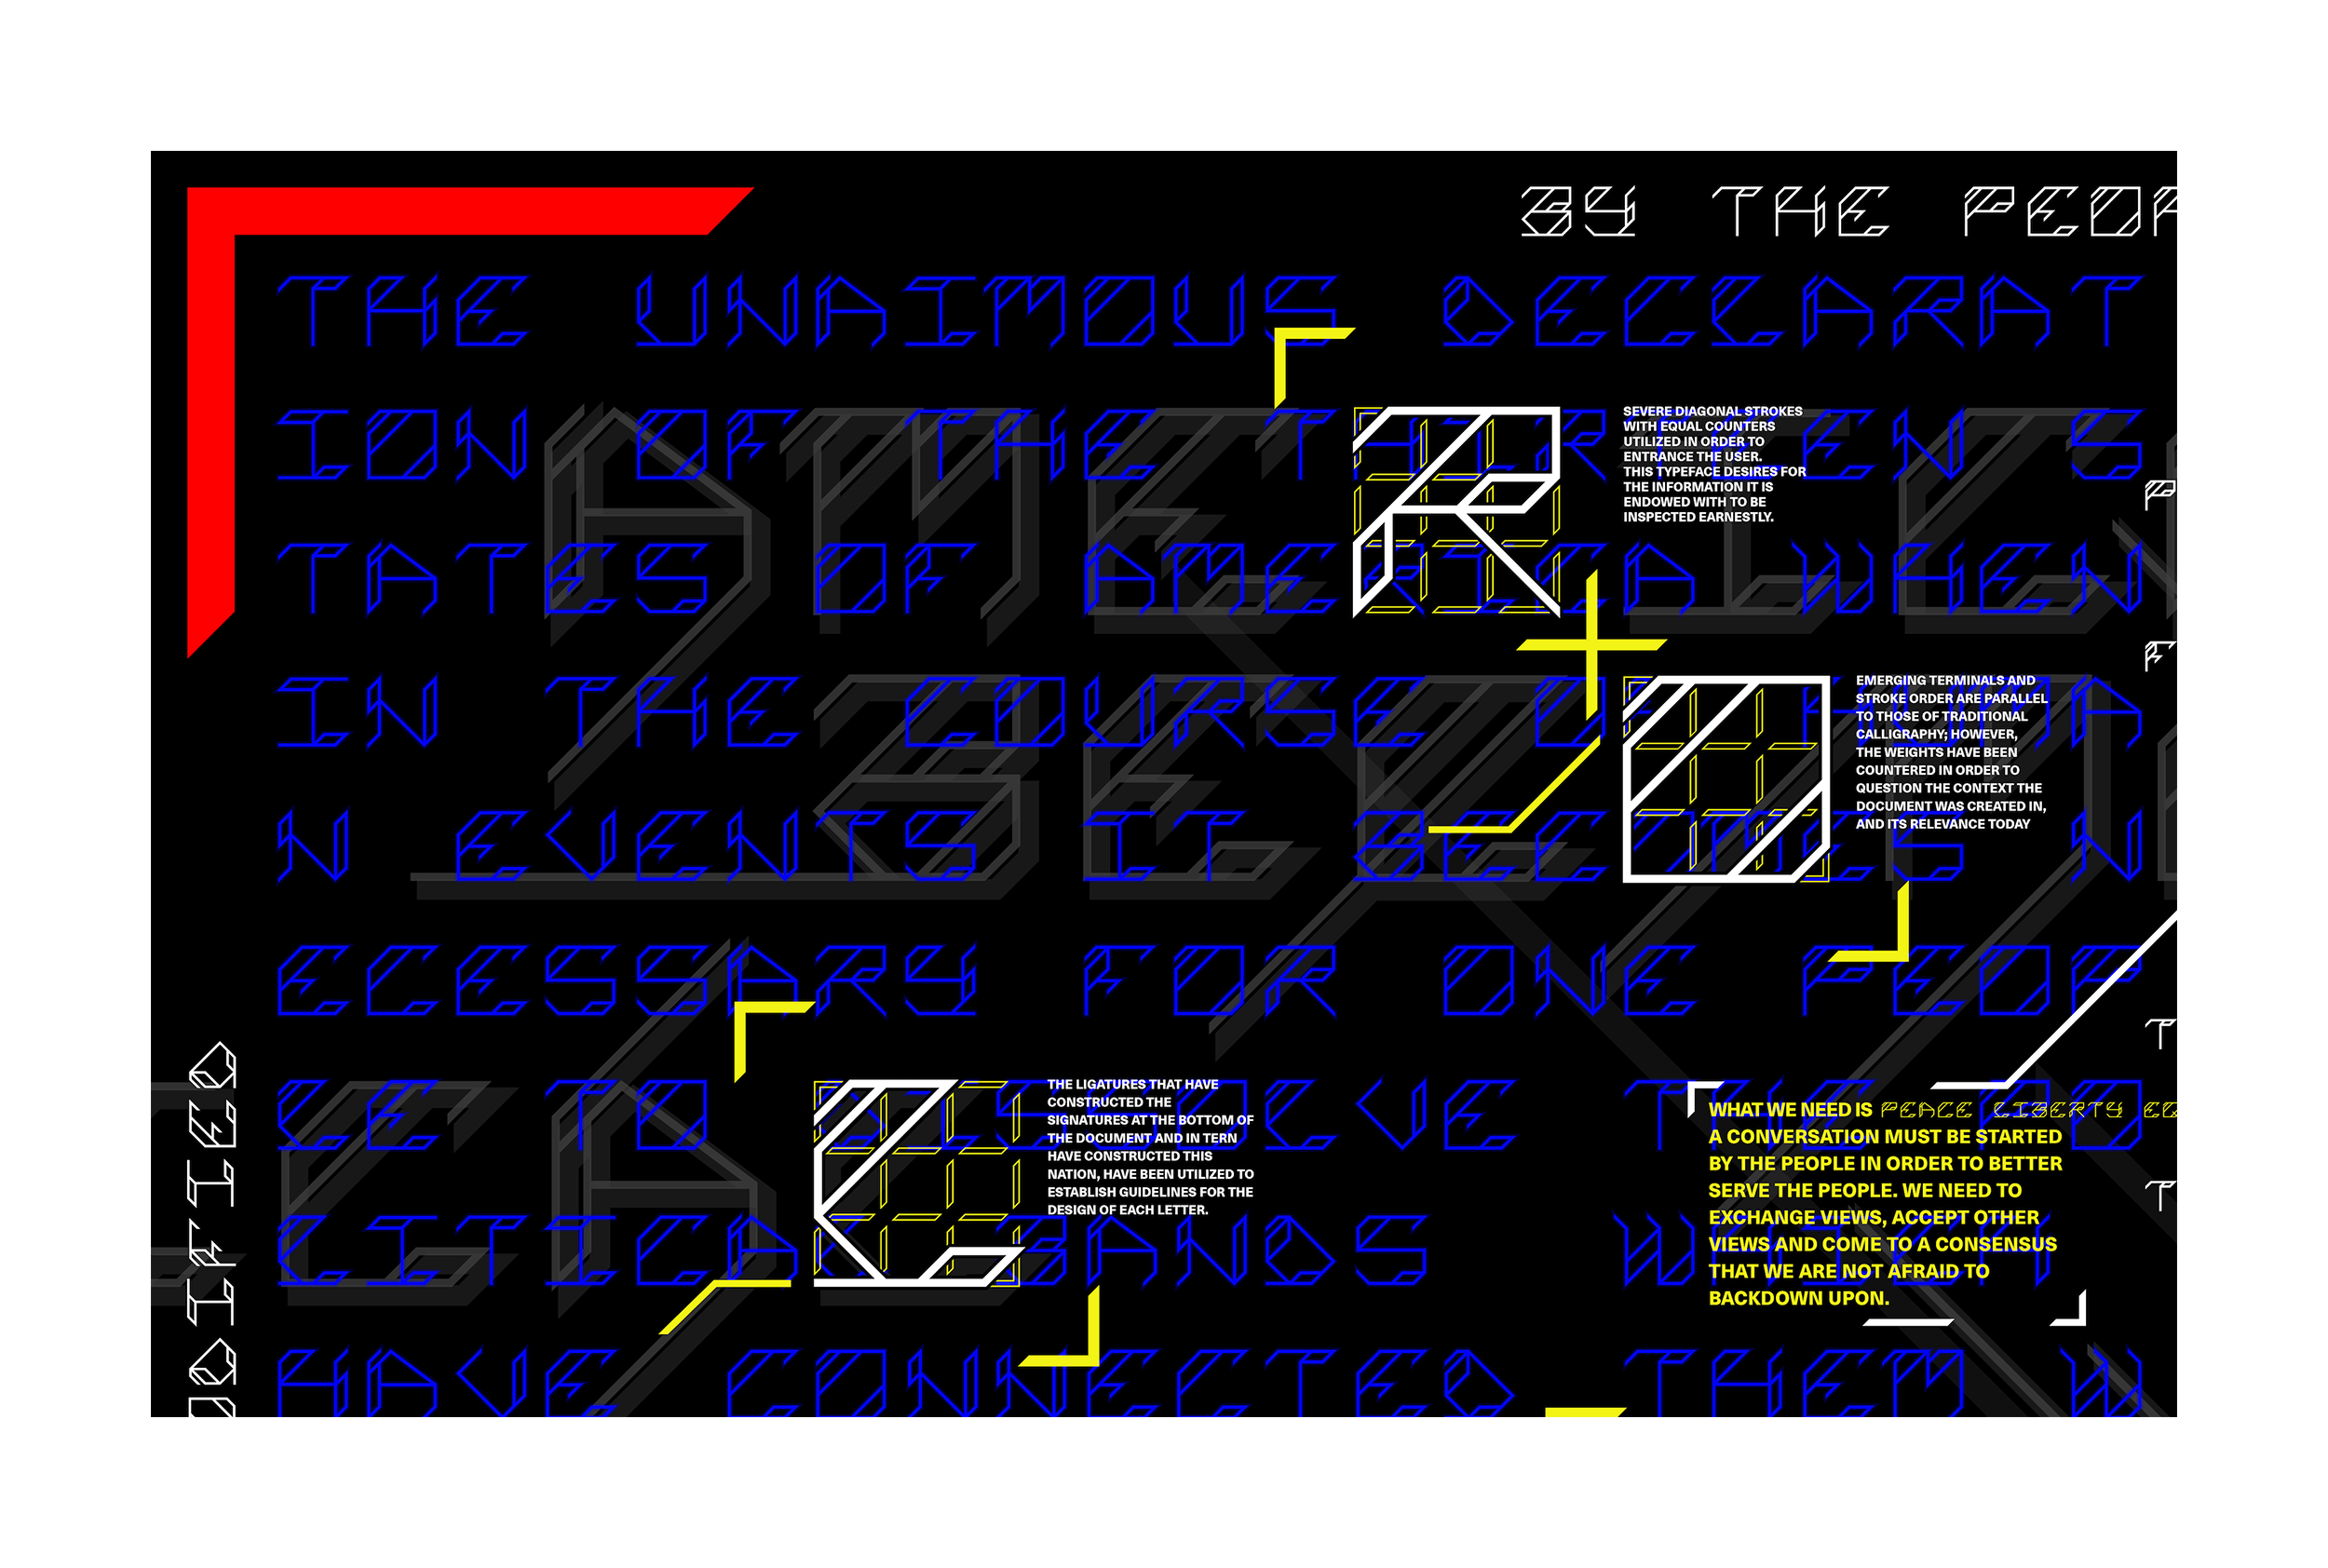 BY THE PEOP
THE UNAIMOUS DECLARAT
ION OF THE THIRTEEN S
TATES OF AMERICA WHEN
IN THE COURSE OF HUMA
N EVENTS IT BECOMES N
ECESSARY FOR ONE PEOP
LE TO DISSOLVE THE PO
LITICAL BANDS WHICH
HAVE CONNECTED THEM W
SEVERE DIAGONAL STROKES
WITH EQUAL COUNTERS
UTILIZED IN ORDER TO
ENTRANCE THE USER.
THIS TYPEFACE DESIRES FOR
THE INFORMATION IT IS
ENDOWED WITH TO BE
INSPECTED EARNESTLY.
EMERGING TERMINALS AND
STROKE ORDER ARE PARALLEL
TO THOSE OF TRADITIONAL
CALLIGRAPHY; HOWEVER,
THE WEIGHTS HAVE BEEN
COUNTERED IN ORDER TO
QUESTION THE CONTEXT THE
DOCUMENT WAS CREATED IN,
AND ITS RELEVANCE TODAY
THE LIGATURES THAT HAVE
CONSTRUCTED THE
SIGNATURES AT THE BOTTOM OF
THE DOCUMENT AND IN TERN
HAVE CONSTRUCTED THIS
NATION, HAVE BEEN UTILIZED TO
ESTABLISH GUIDELINES FOR THE
DESIGN OF EACH LETTER.
WHAT WE NEED IS PEACE LIBERTY EQ
A CONVERSATION MUST BE STARTED
BY THE PEOPLE IN ORDER TO BETTER
SERVE THE PEOPLE. WE NEED TO
EXCHANGE VIEWS, ACCEPT OTHER
VIEWS AND COME TO A CONSENSUS
THAT WE ARE NOT AFRAID TO
BACKDOWN UPON.
ODIFIED